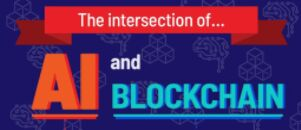 The intersection of...
AI and
BLOCKCHAIN